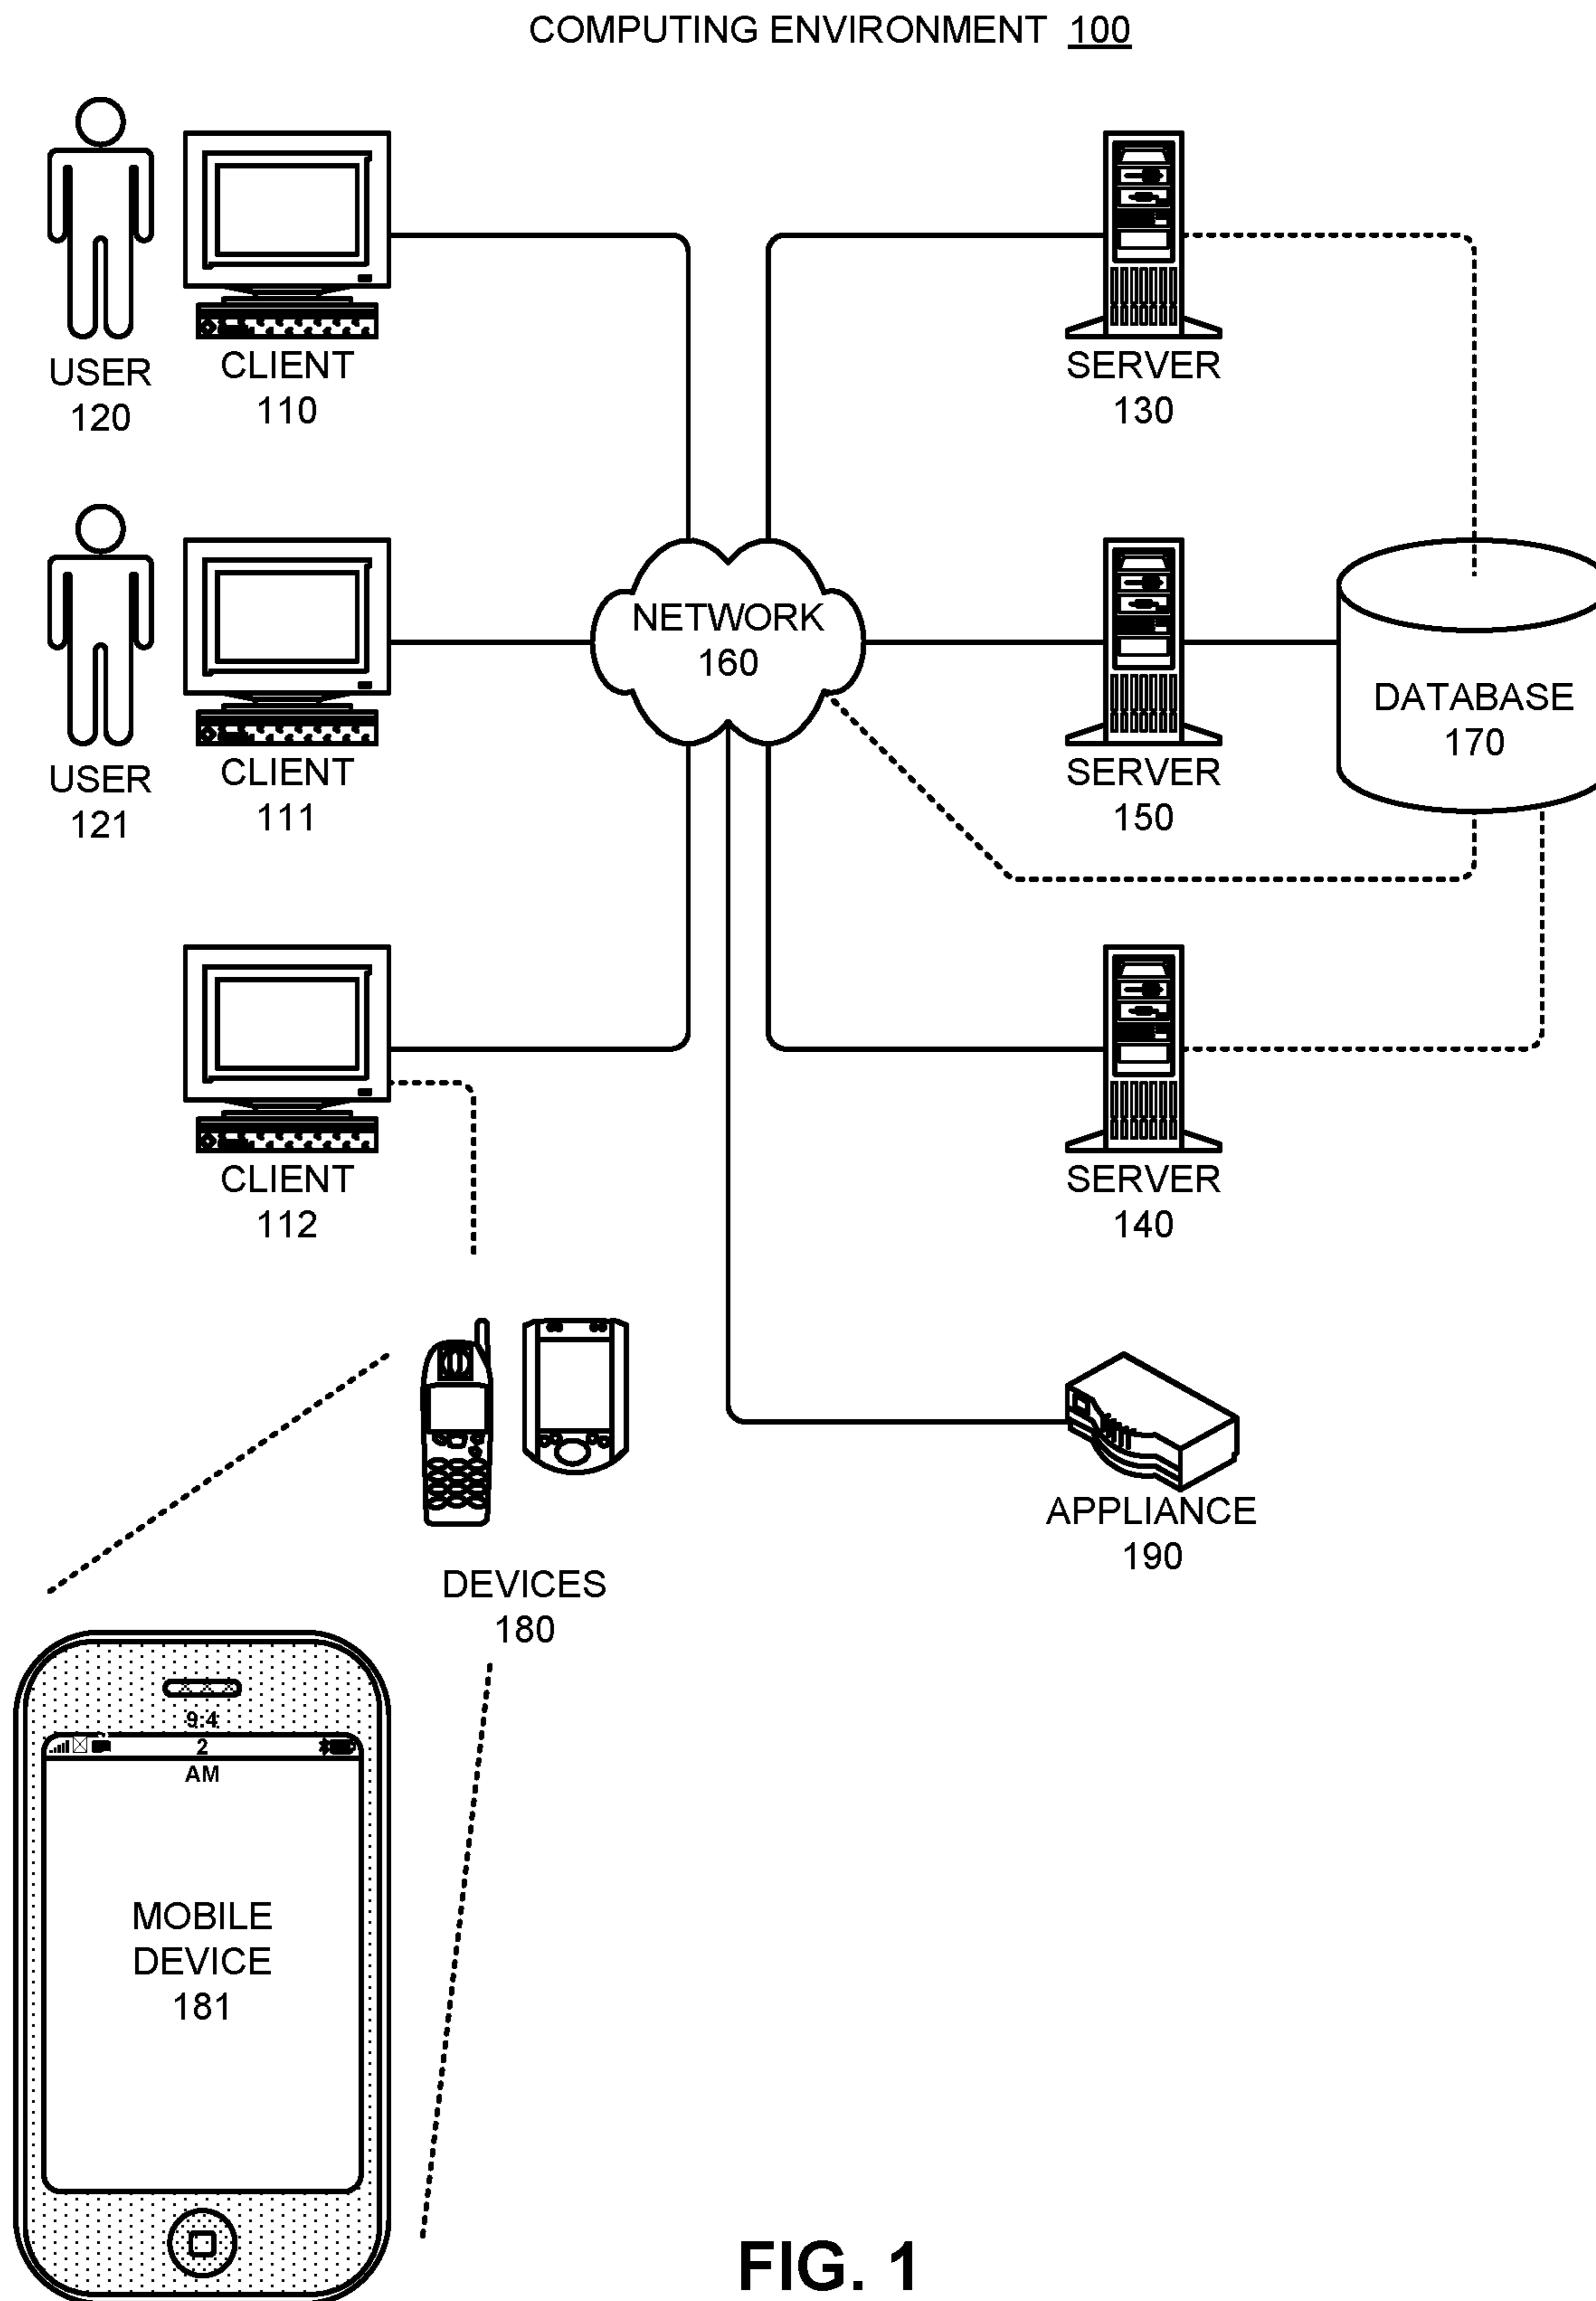 COMPUTING ENVIRONMENT 100
USER
120
CLIENT
110
SERVER
130
NETWORK
160
DATABASE
170
USER
121
CLIENT
111
SERVER
150
CLIENT
112
SERVER
140
APPLIANCE
190
DEVICES
180
9:4
2
AM
MOBILE
DEVICE
181
FIG. 1